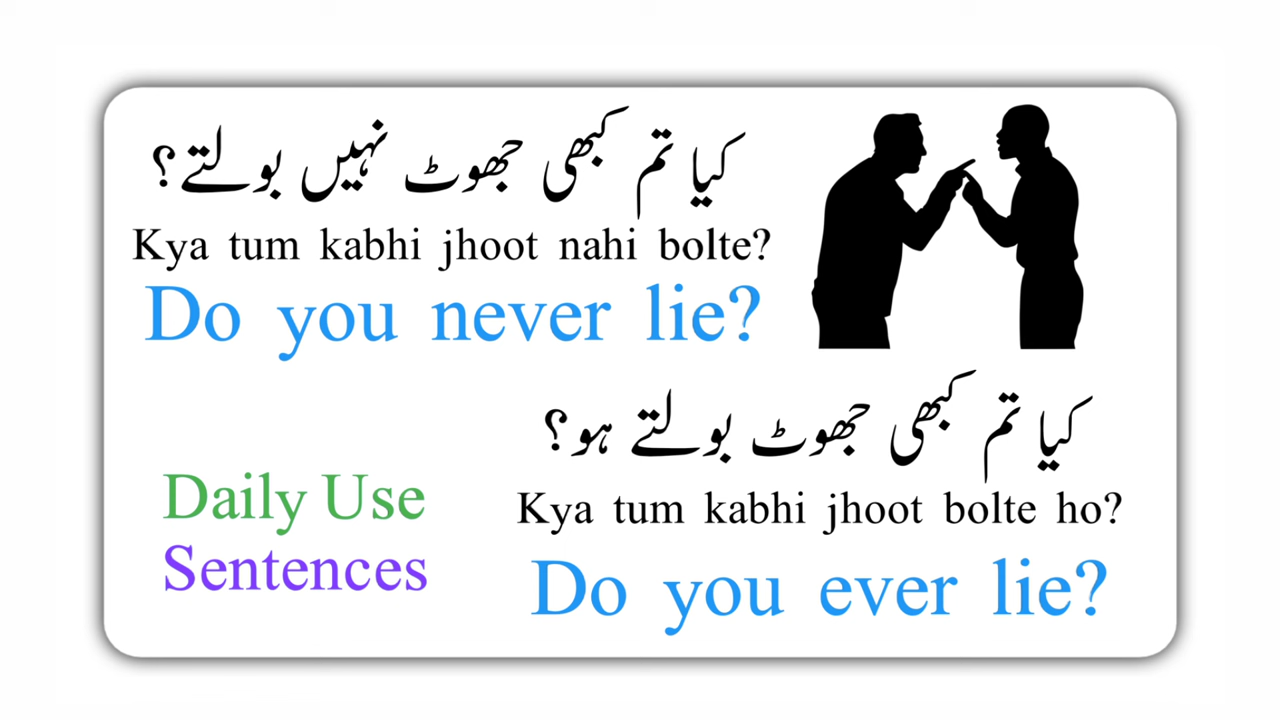 کیا تم کبھی جھوٹ نہیں بولتے؟
Kya tum kabhi jhoot nahi bolte?
Do you never lie?
کیا تم کبھی جھوٹ بولتے ہو؟
Kya tum kabhi jhoot bolte ho?
Do you ever lie?
Daily Use
Sentences